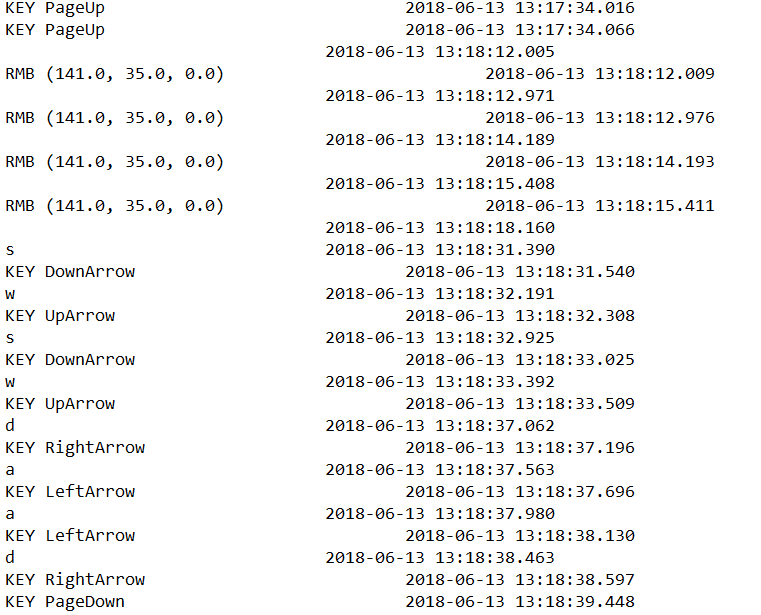 KEY PageUp 2018-06-13 13:17:34.016
KEY PageUp 2018-06-13 13:17:34.066
2018-06-13 13:18:12.005
RMB (141.0, 35.0, 0.0) 2018-06-13 13:18:12.009
2018-06-13 13:18:12.971
RMB (141.0, 35.0, 0.0) 2018-06-13 13:18:12.976
2018-06-13 13:18:14.189
RMB (141.0, 35.0, 0.0) 2018-06-13 13:18:14.193
2018-06-13 13:18:15.408
RMB (141.0, 35.0, 0.0) 2018-06-13 13:18:15.411
2018-06-13 13:18:18.160
s 2018-06-13 13:18:31.390
KEY DownArrow 2018-06-13 13:18:31.540
w 2018-06-13 13:18:32.191
KEY UpArrow 2018-06-13 13:18:32.308
s 2018-06-13 13:18:32.925
KEY DownArrow 2018-06-13 13:18:33.025
w 2018-06-13 13:18:33.392
KEY UpArrow 2018-06-13 13:18:33.509
d 2018-06-13 13:18:37.062
KEY RightArrow 2018-06-13 13:18:37.196
a 2018-06-13 13:18:37.563
KEY LeftArrow 2018-06-13 13:18:37.696
a 2018-06-13 13:18:37.980
KEY LeftArrow 2018-06-13 13:18:38.130
d 2018-06-13 13:18:38.463
KEY RightArrow 2018-06-13 13:18:38.597
KEY PageDown 2018-06-13 13:18:39.448